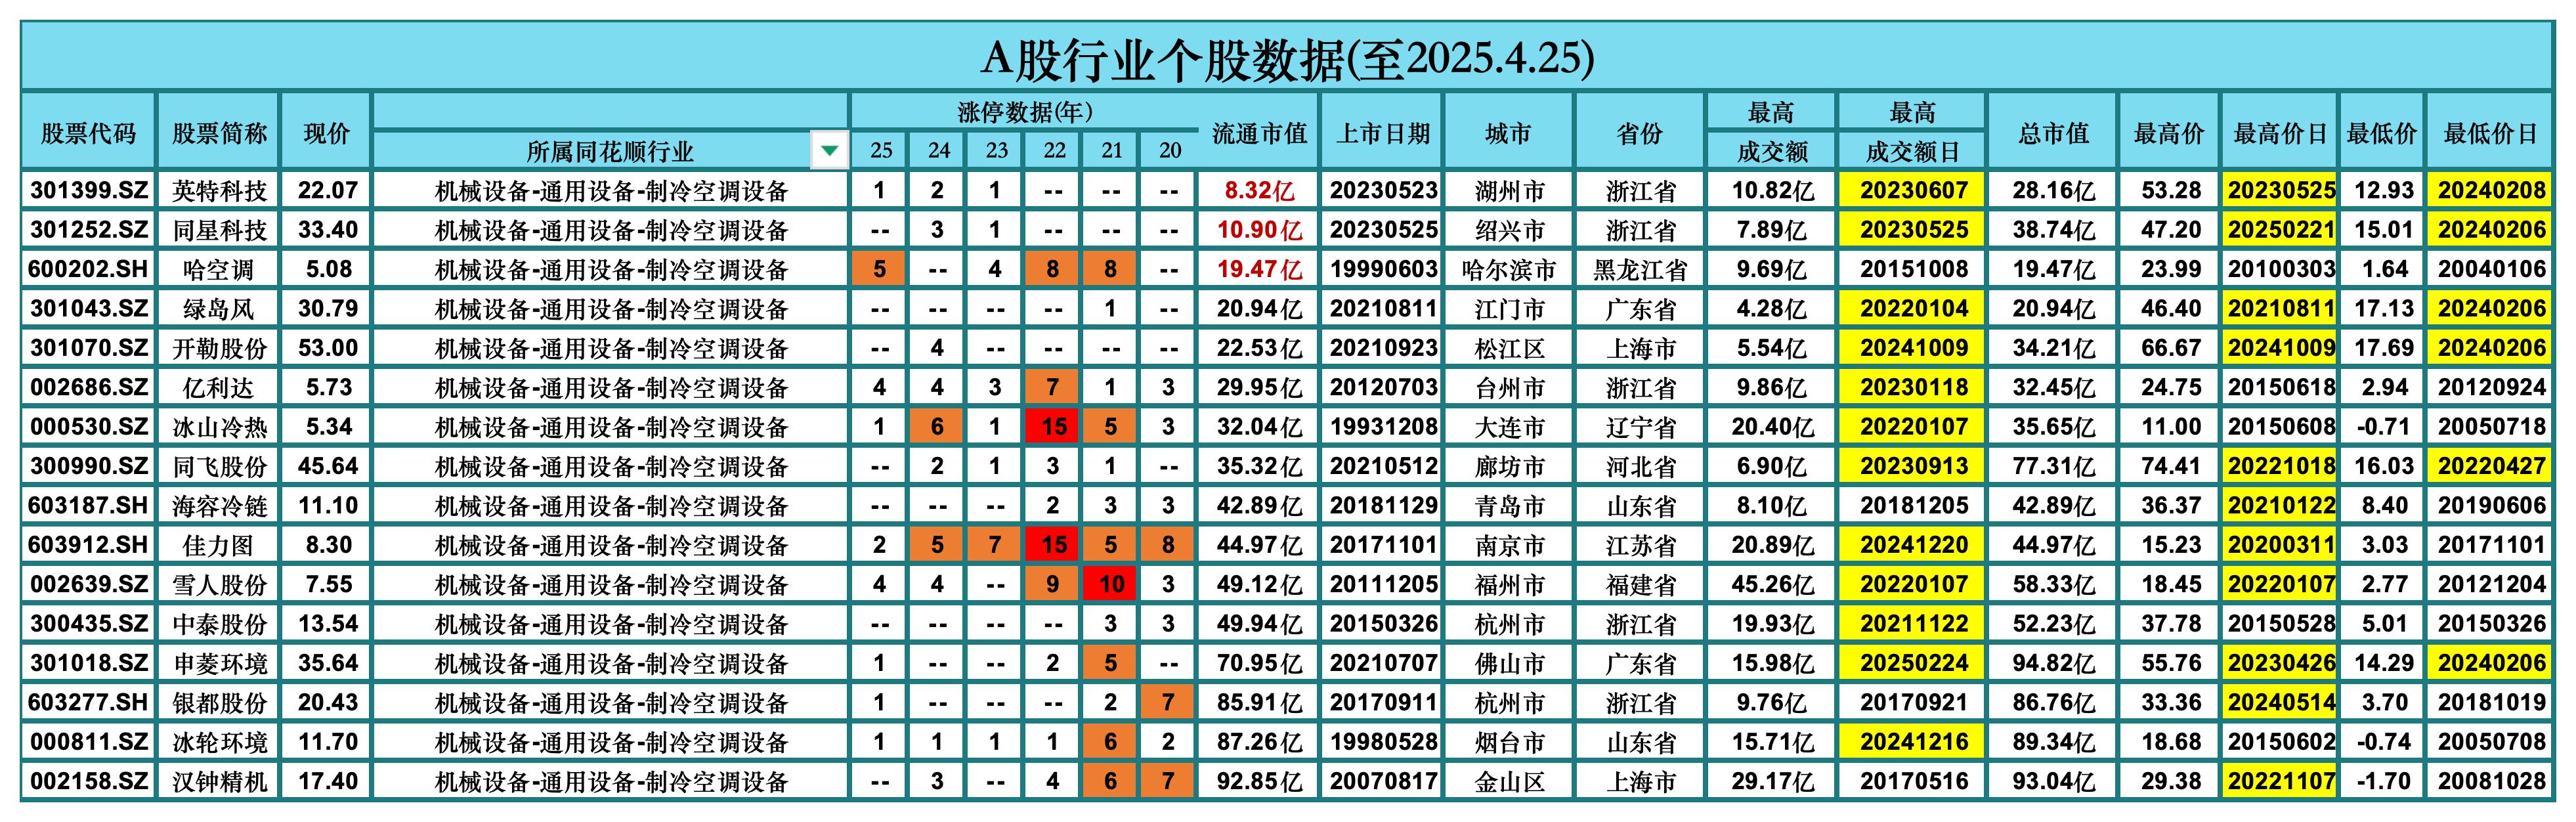 A股行业个股数据(至2025.4.25)
股票代码 股票简称 现价 所属同花顺行业 涨停数据(年) 25 24 23 22 21 20 流通市值 上市日期 城市 省份 最高成交额 最高成交额日 总市值 最高价 最高价日 最低价 最低价日
301399.SZ 英特科技 22.07 机械设备-通用设备-制冷空调设备 1 2 1 -- -- -- 8.32亿 20230523 湖州市 浙江省 10.82亿 20230607 28.16亿 53.28 20230525 12.93 20240208
301252.SZ 同星科技 33.40 机械设备-通用设备-制冷空调设备 -- 3 1 -- -- -- 10.90亿 20230525 绍兴市 浙江省 7.89亿 20230525 38.74亿 47.20 20250221 15.01 20240206
600202.SH 哈空调 5.08 机械设备-通用设备-制冷空调设备 5 -- 4 8 8 -- 19.47亿 19990603 哈尔滨市 黑龙江省 9.69亿 20151008 19.47亿 23.99 20100303 1.64 20040106
301043.SZ 绿岛风 30.79 机械设备-通用设备-制冷空调设备 -- -- -- -- 1 -- 20.94亿 20210811 江门市 广东省 4.28亿 20220104 20.94亿 46.40 20210811 17.13 20240206
301070.SZ 开勒股份 53.00 机械设备-通用设备-制冷空调设备 -- 4 -- -- -- -- 22.53亿 20210923 松江区 上海市 5.54亿 20241009 34.21亿 66.67 20241009 17.69 20240206
002686.SZ 亿利达 5.73 机械设备-通用设备-制冷空调设备 4 4 3 7 1 3 29.95亿 20120703 台州市 浙江省 9.86亿 20230118 32.45亿 24.75 20150618 2.94 20120924
000530.SZ 冰山冷热 5.34 机械设备-通用设备-制冷空调设备 1 6 1 15 5 3 32.04亿 19931208 大连市 辽宁省 20.40亿 20220107 35.65亿 11.00 20150608 -0.71 20050718
300990.SZ 同飞股份 45.64 机械设备-通用设备-制冷空调设备 -- 2 1 3 1 -- 35.32亿 20210512 廊坊市 河北省 6.90亿 20230913 77.31亿 74.41 20221018 16.03 20220427
603187.SH 海容冷链 11.10 机械设备-通用设备-制冷空调设备 -- -- -- 2 3 3 42.89亿 20181129 青岛市 山东省 8.10亿 20181205 42.89亿 36.37 20210122 8.40 20190606
603912.SH 佳力图 8.30 机械设备-通用设备-制冷空调设备 2 5 7 15 5 8 44.97亿 20171101 南京市 江苏省 20.89亿 20241220 44.97亿 15.23 20200311 3.03 20171101
002639.SZ 雪人股份 7.55 机械设备-通用设备-制冷空调设备 4 4 -- 9 10 3 49.12亿 20111205 福州市 福建省 45.26亿 20220107 58.33亿 18.45 20220107 2.77 20121204
300435.SZ 中泰股份 13.54 机械设备-通用设备-制冷空调设备 -- -- -- -- 3 3 49.94亿 20150326 杭州市 浙江省 19.93亿 20211122 52.23亿 37.78 20150528 5.01 20150326
301018.SZ 申菱环境 35.64 机械设备-通用设备-制冷空调设备 1 -- -- 2 5 -- 70.95亿 20210707 佛山市 广东省 15.98亿 20250224 94.82亿 55.76 20230426 14.29 20240206
603277.SH 银都股份 20.43 机械设备-通用设备-制冷空调设备 1 -- -- -- 2 7 85.91亿 20170911 杭州市 浙江省 9.76亿 20170921 86.76亿 33.36 20240514 3.70 20181019
000811.SZ 冰轮环境 11.70 机械设备-通用设备-制冷空调设备 1 1 1 1 6 2 87.26亿 19980528 烟台市 山东省 15.71亿 20241216 89.34亿 18.68 20150602 -0.74 20050708
002158.SZ 汉钟精机 17.40 机械设备-通用设备-制冷空调设备 -- 3 -- 4 6 7 92.85亿 20070817 金山区 上海市 29.17亿 20170516 93.04亿 29.38 20221107 -1.70 20081028